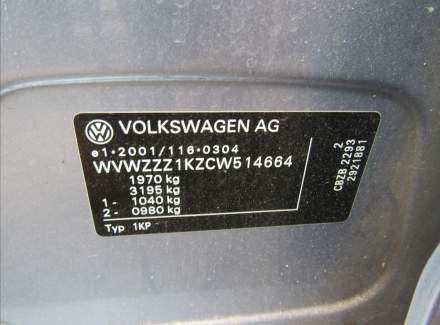 VOLKSWAGEN AG
e1*2001/116*0304
WVWZZZ1KZCW514664
1970 kg
3195 kg
1- 1040 kg
2- 0980 kg
Typ 1KP
2
CBZB 2293
2921881